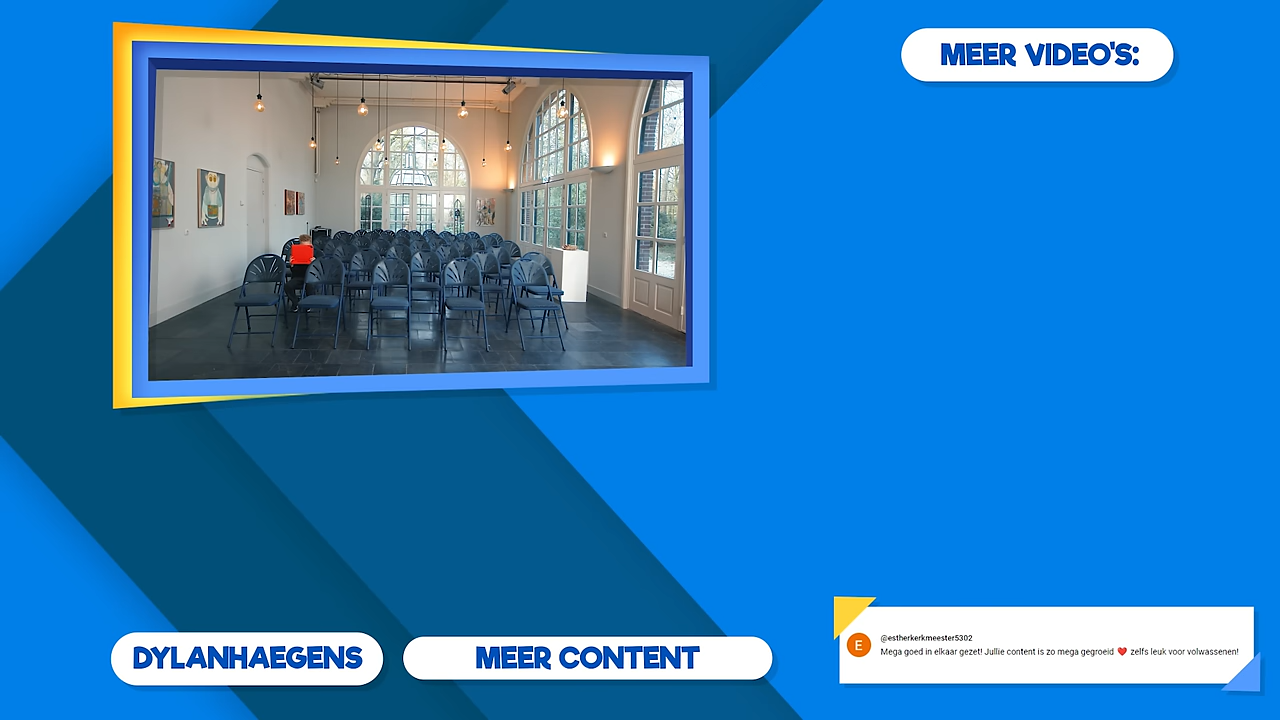 MEER VIDEO'S:
DYLANHAEGENS
MEER CONTENT
E
@estherkerkmeester5302
Mega goed in elkaar gezet! Jullie content is zo mega gegroeid ❤️ zelfs leuk voor volwassenen!